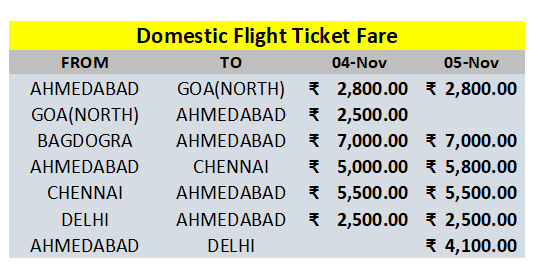 Domestic Flight Ticket Fare
FROM TO 04-Nov 05-Nov
AHMEDABAD GOA(NORTH) ₹ 2,800.00 ₹ 2,800.00
GOA(NORTH) AHMEDABAD ₹ 2,500.00
BAGDOGRA AHMEDABAD ₹ 7,000.00 ₹ 7,000.00
AHMEDABAD CHENNAI ₹ 5,000.00 ₹ 5,800.00
CHENNAI AHMEDABAD ₹ 5,500.00 ₹ 5,500.00
DELHI AHMEDABAD ₹ 2,500.00 ₹ 2,500.00
AHMEDABAD DELHI ₹ 4,100.00